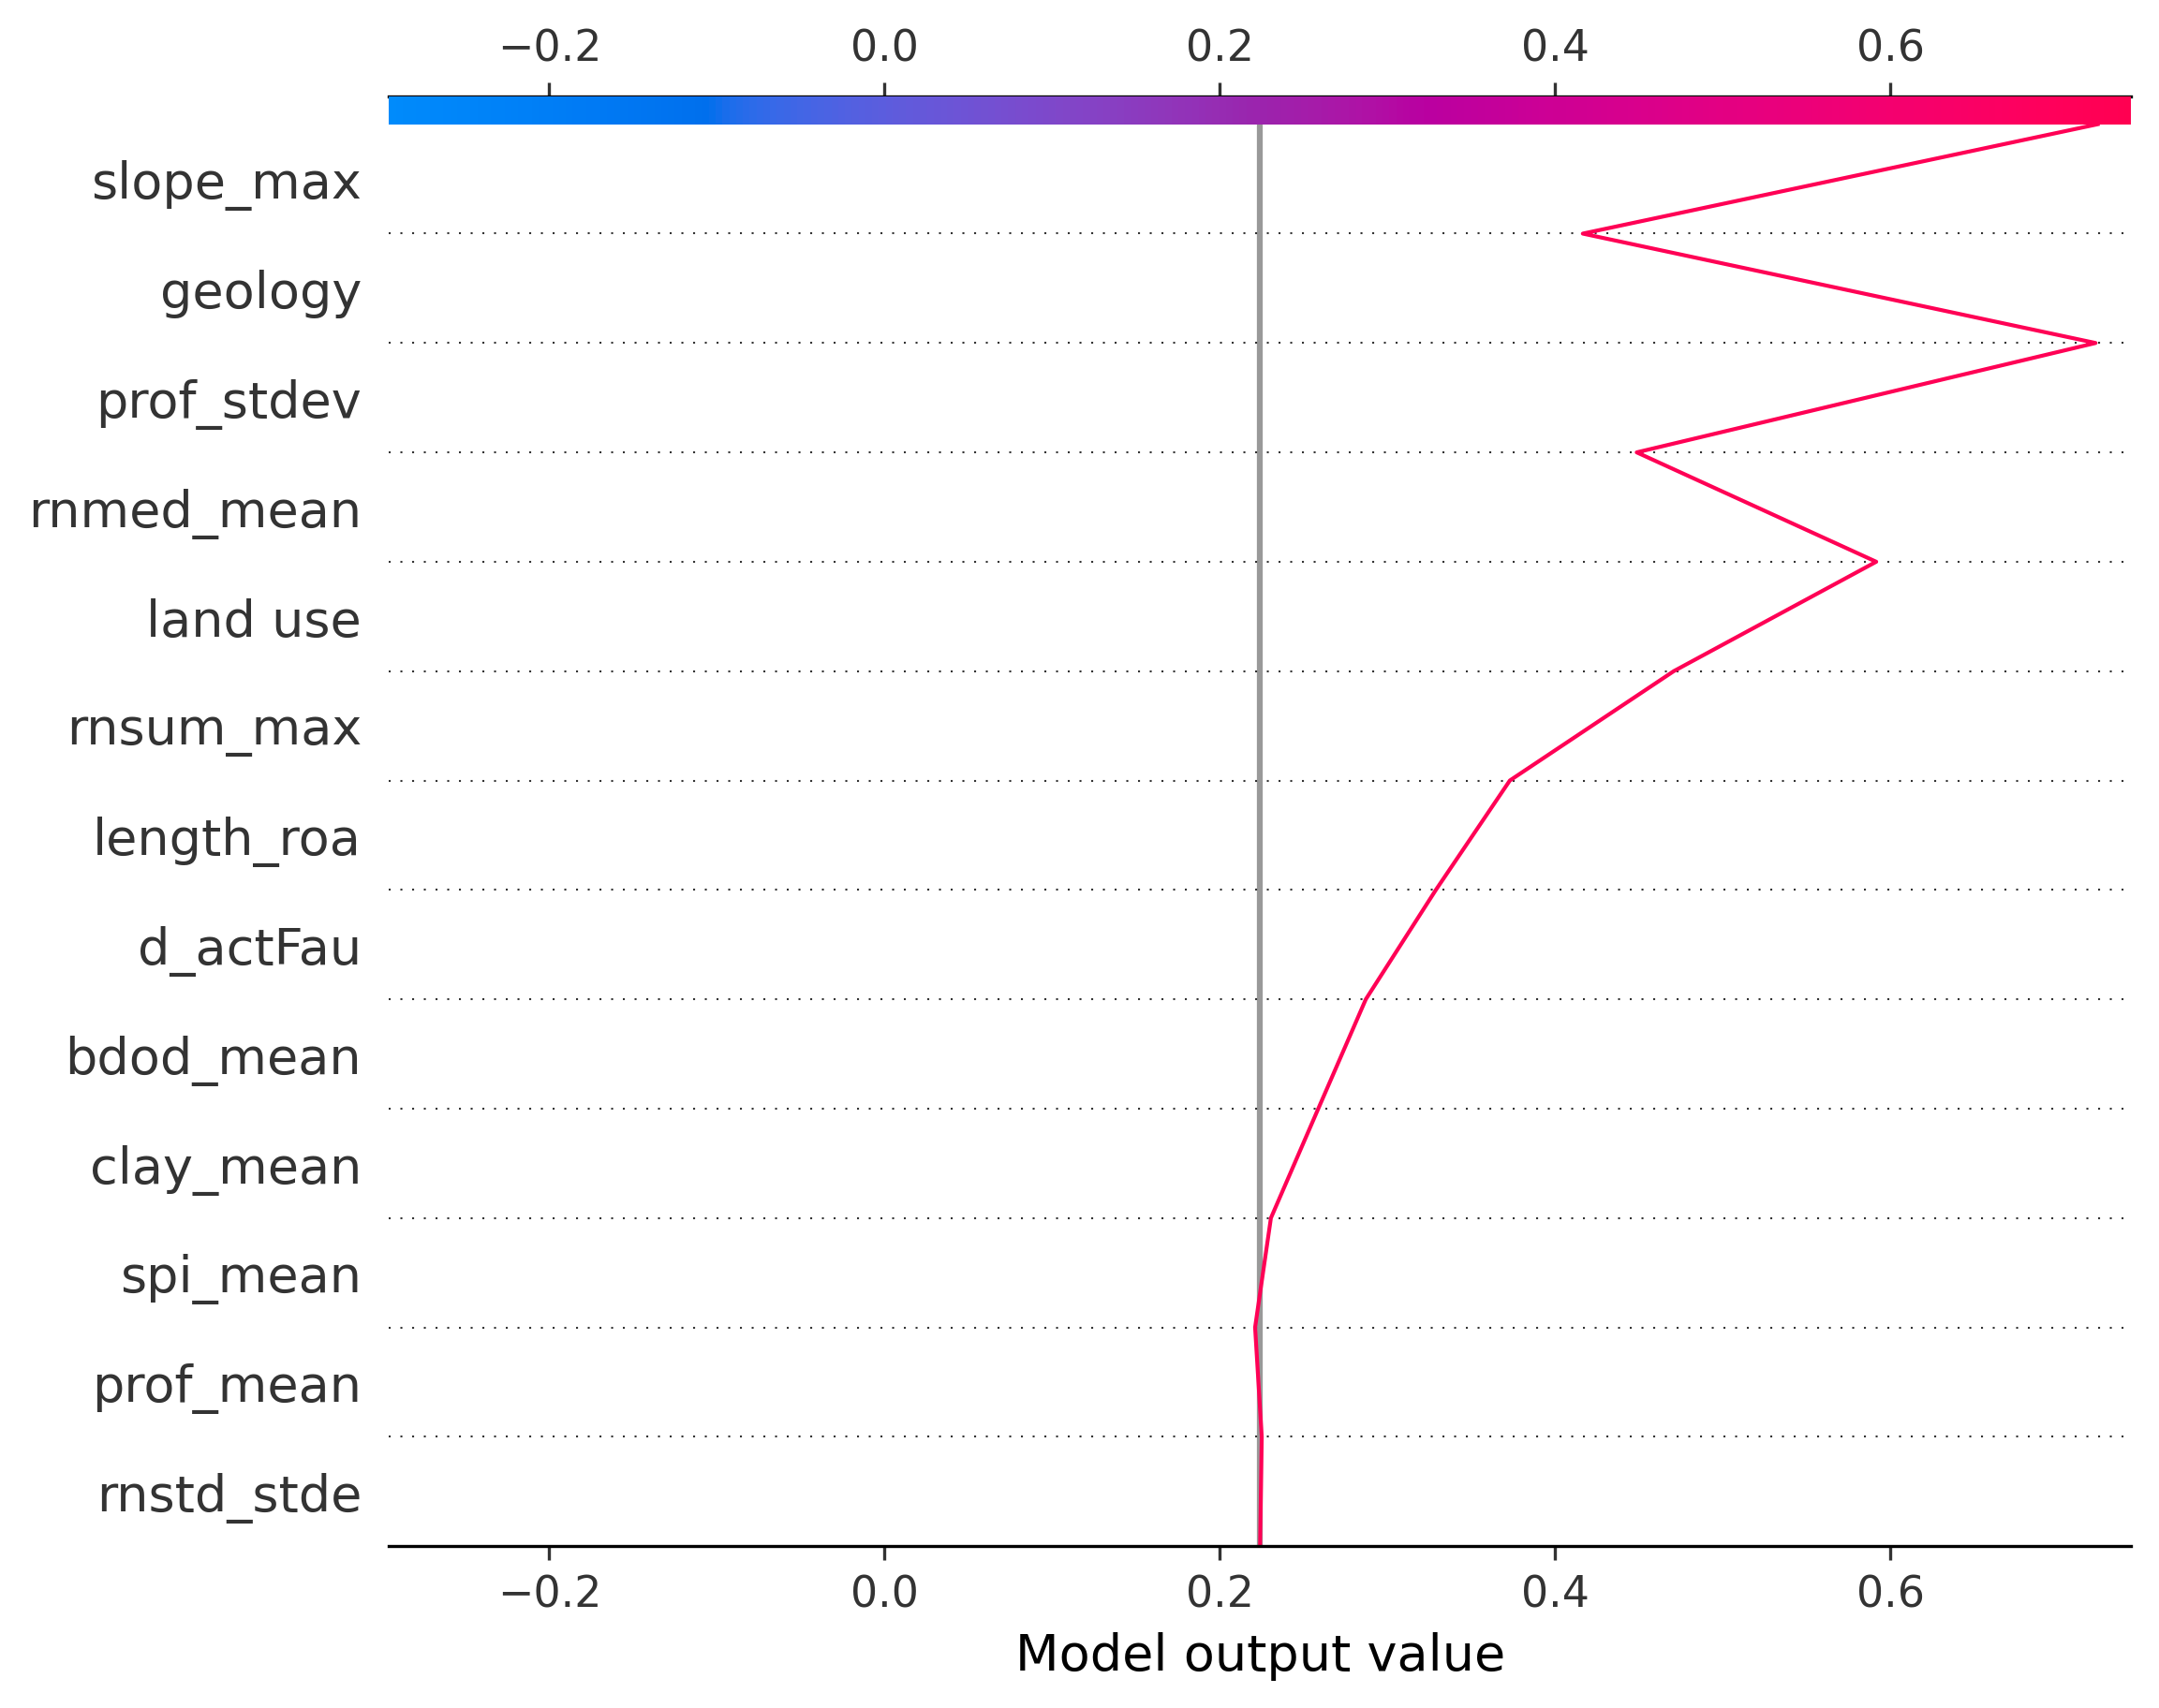 −0.2 0.0 0.2 0.4 0.6
slope_max
geology
prof_stdev
rnmed_mean
land use
rnsum_max
length_roa
d_actFau
bdod_mean
clay_mean
spi_mean
prof_mean
rnstd_stde
−0.2 0.0 0.2 0.4 0.6
Model output value